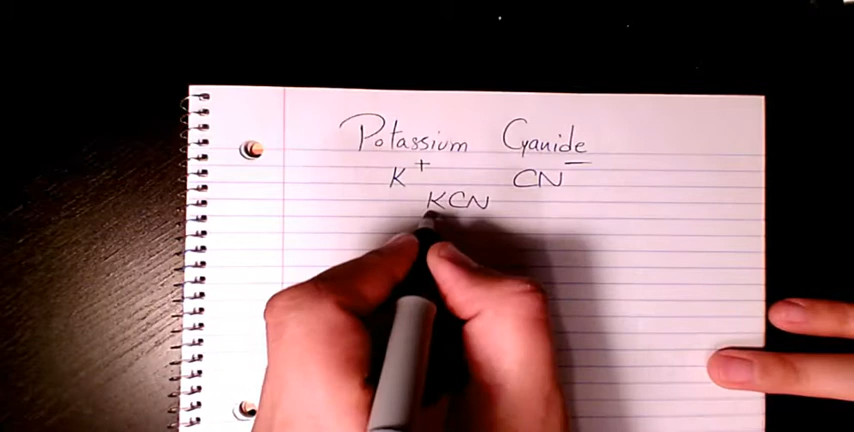 Potassium Cyanide
K+ CN−
KCN